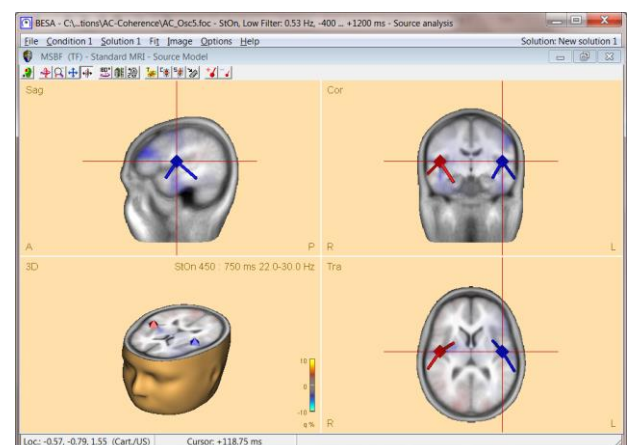 BESA - C:\...tions\AC-Coherence\AC_Osc5.foc - StOn, Low Filter: 0.53 Hz, -400 ... +1200 ms - Source analysis
File Condition 1 Solution 1 Fit Image Options Help Solution: New solution 1
MSBF (TF) - Standard MRI - Source Model
Sag
A P
Cor
R L
3D StOn 450 : 750 ms 22.0-30.0 Hz
10
0
-10
q%
Tra
R L
Loc.: -0.57, -0.79, 1.55 (Cart./US) Cursor: +118.75 ms